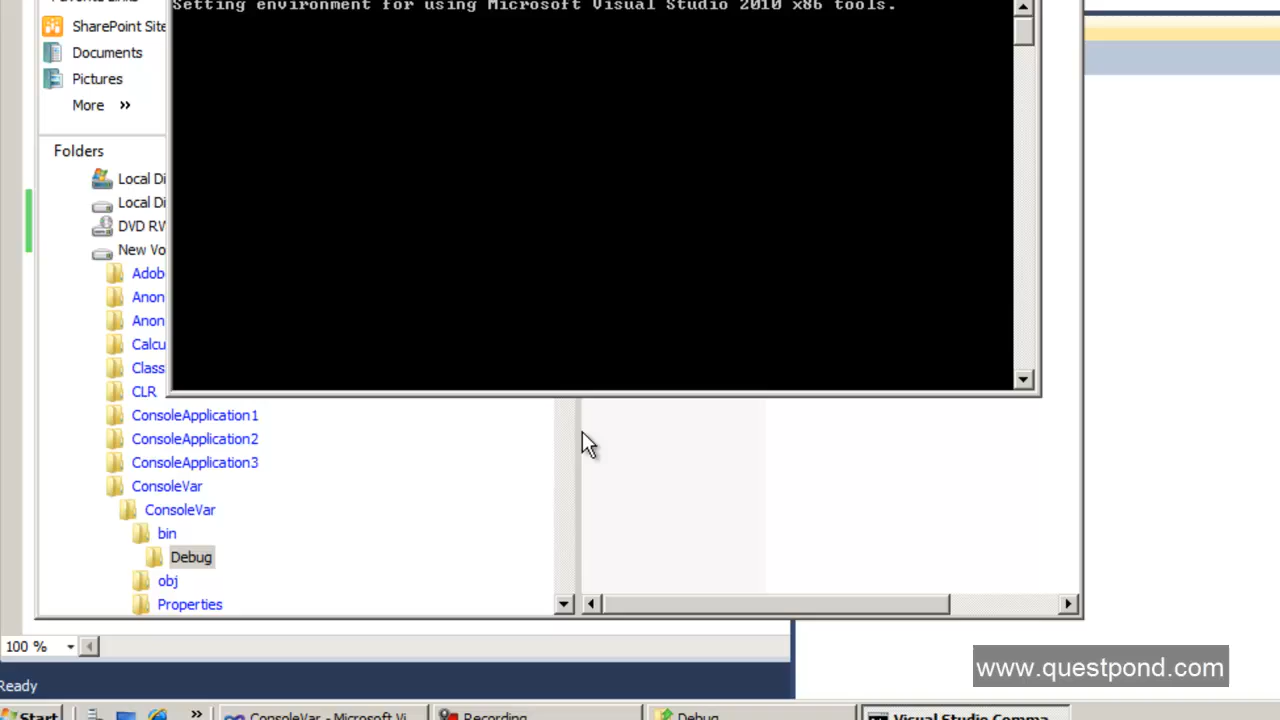 Setting environment for using Microsoft Visual Studio 2010 x86 tools.
SharePoint Site
Documents
Pictures
More »
Folders
Local Di
Local Di
DVD RW
New Vo
Adob
Anon
Anon
Calcu
Class
CLR
ConsoleApplication1
ConsoleApplication2
ConsoleApplication3
ConsoleVar
ConsoleVar
bin
Debug
obj
Properties
100 %
www.questpond.com
Ready
Start
ConsoleVar - Microsoft Vi
Recording
Debug
Visual Studio Comma